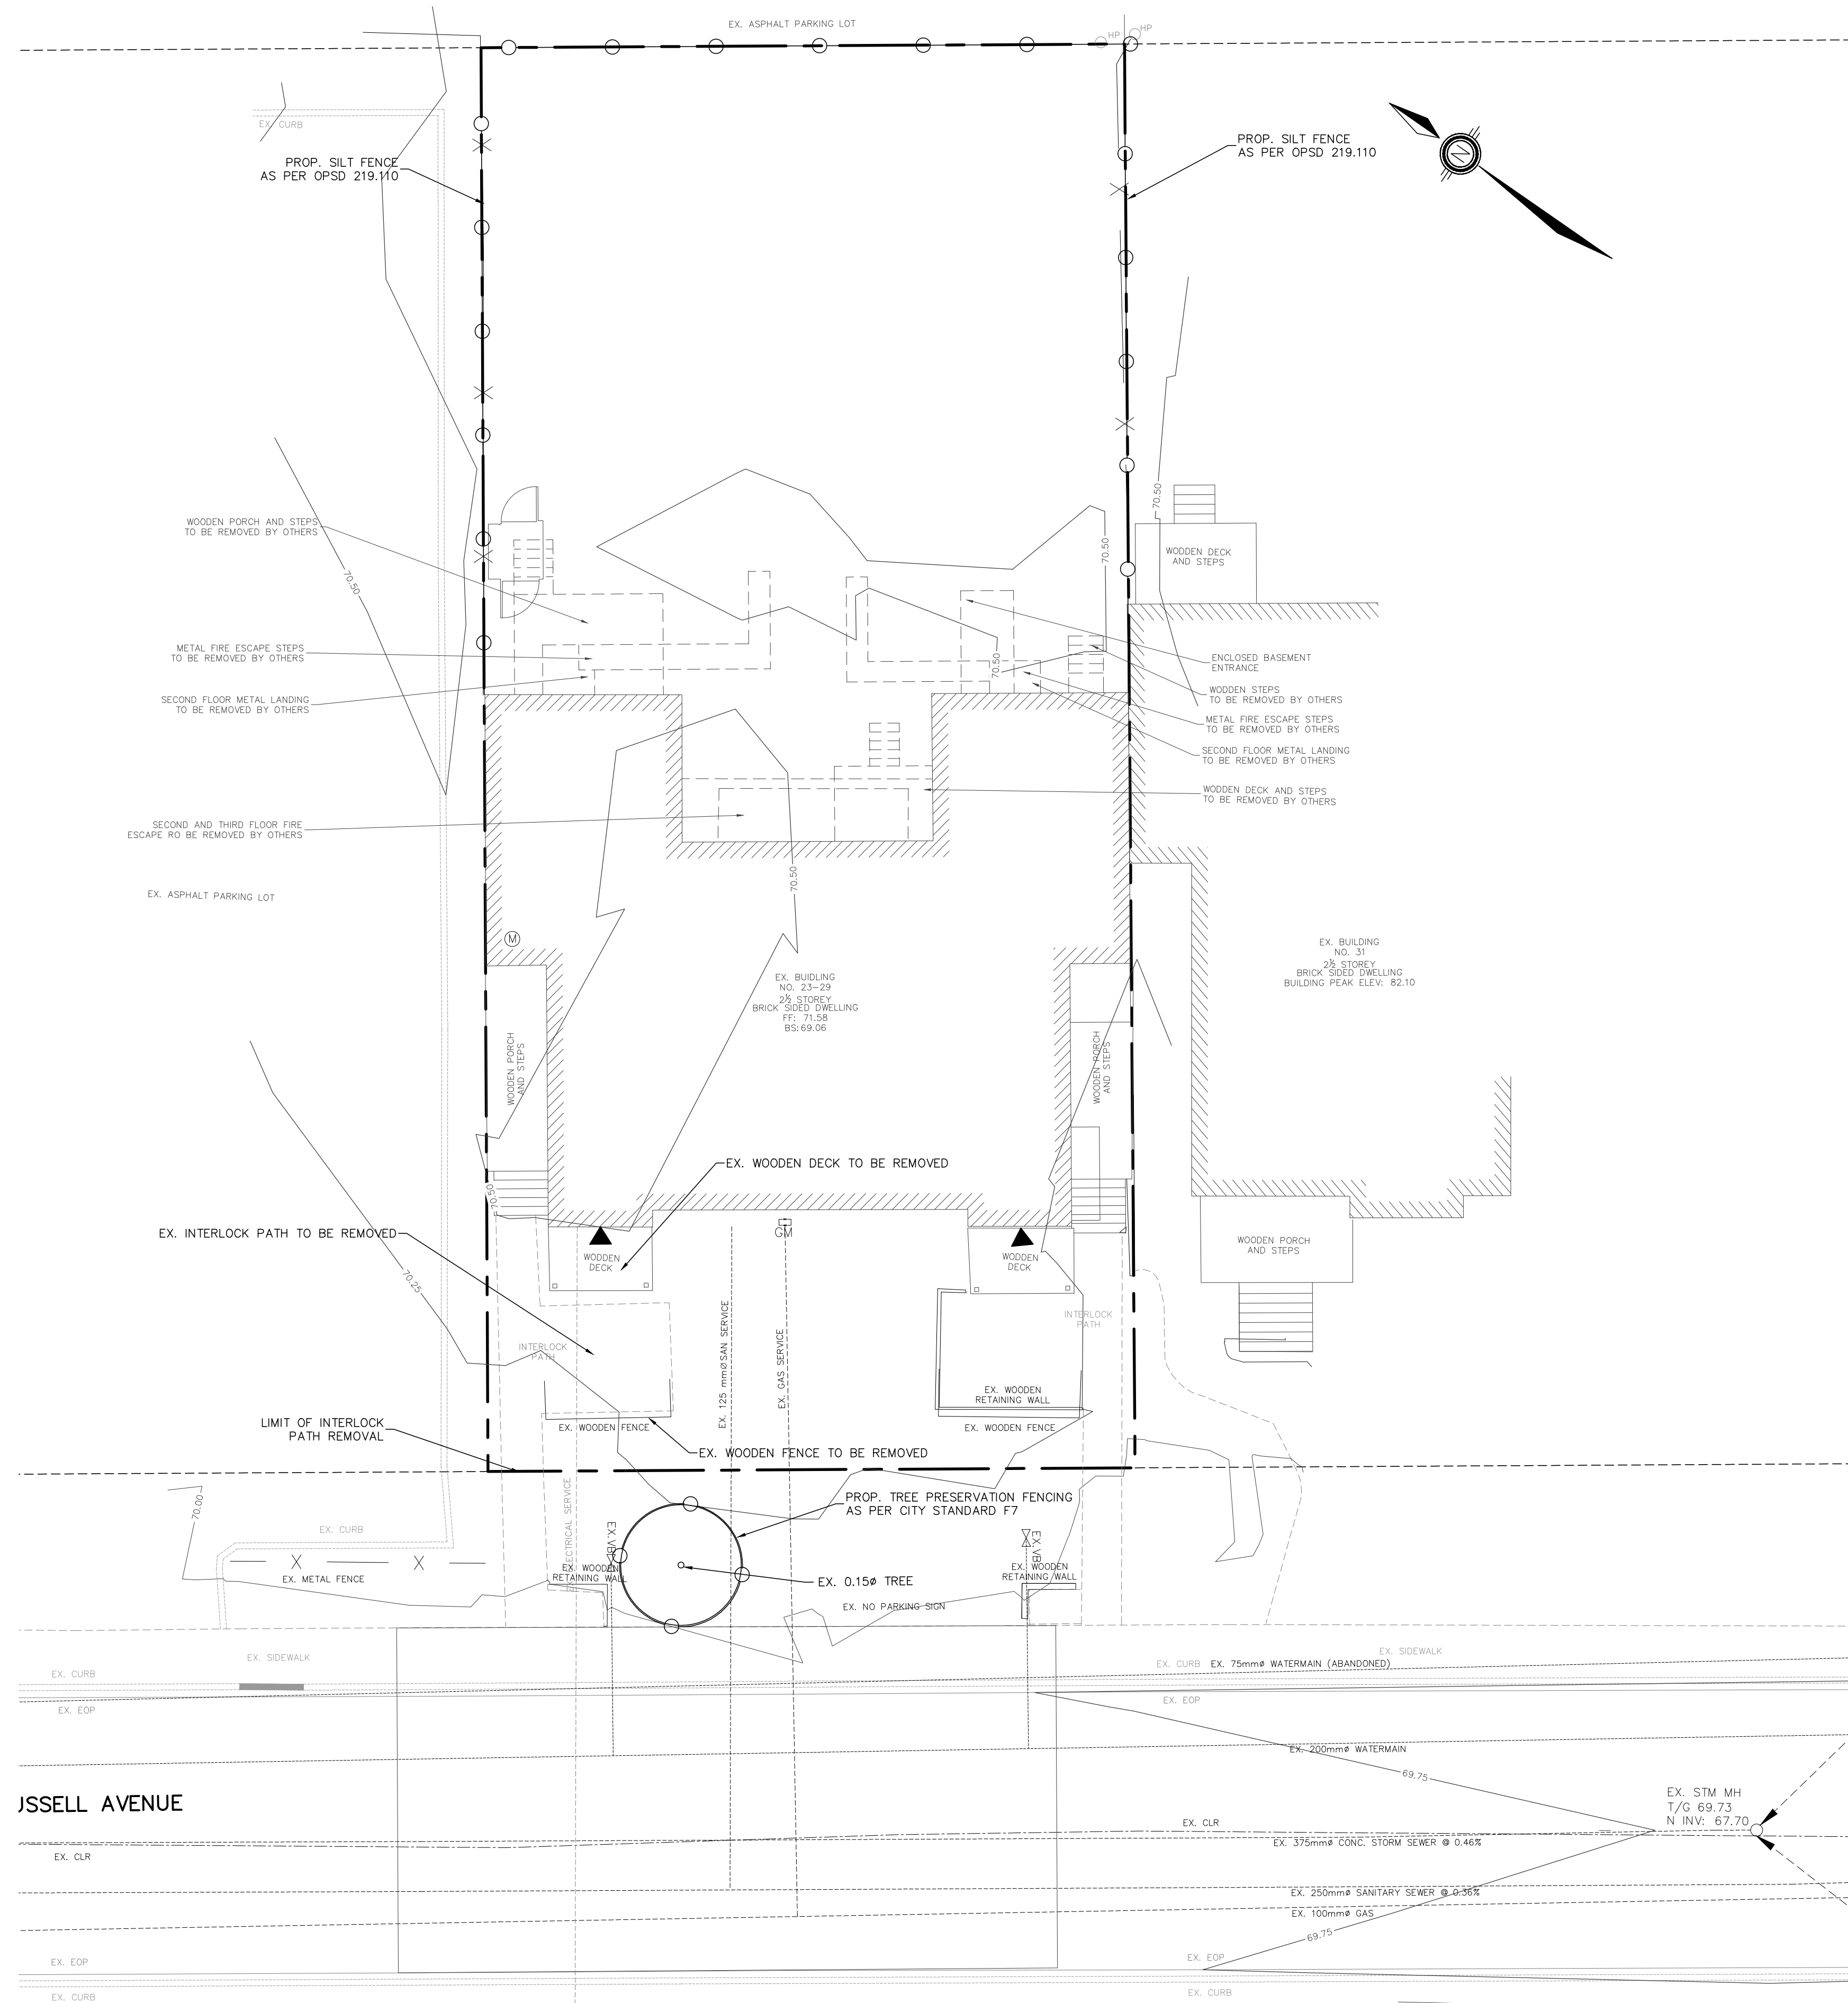 EX. ASPHALT PARKING LOT
HP
HP
EX. CURB
PROP. SILT FENCE
AS PER OPSD 219.110
PROP. SILT FENCE
AS PER OPSD 219.110
N
WOODEN PORCH AND STEPS
TO BE REMOVED BY OTHERS
70.50
70.50
70.50
WODDEN DECK
AND STEPS
METAL FIRE ESCAPE STEPS
TO BE REMOVED BY OTHERS
70.50
ENCLOSED BASEMENT
ENTRANCE
SECOND FLOOR METAL LANDING
TO BE REMOVED BY OTHERS
WODDEN STEPS
TO BE REMOVED BY OTHERS
METAL FIRE ESCAPE STEPS
TO BE REMOVED BY OTHERS
SECOND FLOOR METAL LANDING
TO BE REMOVED BY OTHERS
WODDEN DECK AND STEPS
TO BE REMOVED BY OTHERS
SECOND AND THIRD FLOOR FIRE
ESCAPE RO BE REMOVED BY OTHERS
70.50
EX. ASPHALT PARKING LOT
M
EX. BUIDLING
NO. 23-29
2½ STOREY
BRICK SIDED DWELLING
FF: 71.58
BS: 69.06
EX. BUILDING
NO. 31
2½ STOREY
BRICK SIDED DWELLING
BUILDING PEAK ELEV: 82.10
WOODEN PORCH
AND STEPS
WOODEN PORCH
AND STEPS
EX. WOODEN DECK TO BE REMOVED
70.50
EX. INTERLOCK PATH TO BE REMOVED
GM
WODDEN
DECK
WODDEN
DECK
WOODEN PORCH
AND STEPS
70.25
INTERLOCK
PATH
INTERLOCK
PATH
EX. 125 mmØ SAN SERVICE
EX. GAS SERVICE
EX. WOODEN
RETAINING WALL
LIMIT OF INTERLOCK
PATH REMOVAL
EX. WOODEN FENCE
EX. WOODEN FENCE
EX. WOODEN FENCE TO BE REMOVED
70.00
EX. ELECTRICAL SERVICE
PROP. TREE PRESERVATION FENCING
AS PER CITY STANDARD F7
EX. CURB
EX. VB
EX. VB
EX. METAL FENCE
EX. WOODEN
RETAINING WALL
EX. 0.15ø TREE
EX. WOODEN
RETAINING WALL
EX. NO PARKING SIGN
EX. SIDEWALK
EX. SIDEWALK
EX. CURB
EX. CURB
EX. 75mmø WATERMAIN (ABANDONED)
EX. EOP
EX. EOP
EX. 200mmø WATERMAIN
69.75
USSELL AVENUE
EX. STM MH
T/G 69.73
N INV: 67.70
EX. CLR
EX. CLR
EX. 375mmø CONC. STORM SEWER @ 0.46%
EX. 250mmø SANITARY SEWER @ 0.36%
EX. 100mmø GAS
69.75
EX. EOP
EX. EOP
EX. CURB
EX. CURB